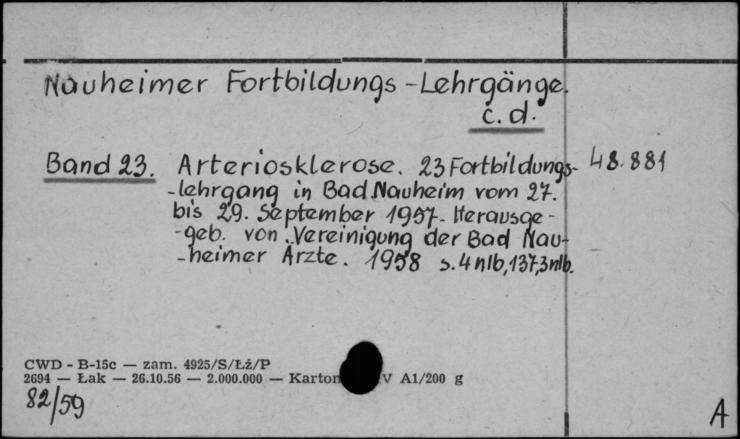 Nauheimer Fortbildungs-Lehrgänge.
c.d.
Band 23. Arteriosklerose. 23 Fortbildungs- 48.881
-lehrgang in Bad Nauheim vom 27.
bis 29. September 1957. Herausge-
-geb. von Vereinigung der Bad Nau-
-heimer Ärzte. 1958 s. 4 nlb, 137, 3 nlb.
CWD - B-15c — zam. 4925/S/Łź/P
2694 — Łak — 26.10.56 — 2.000.000 — Karton V A1/200 g
82/59
A